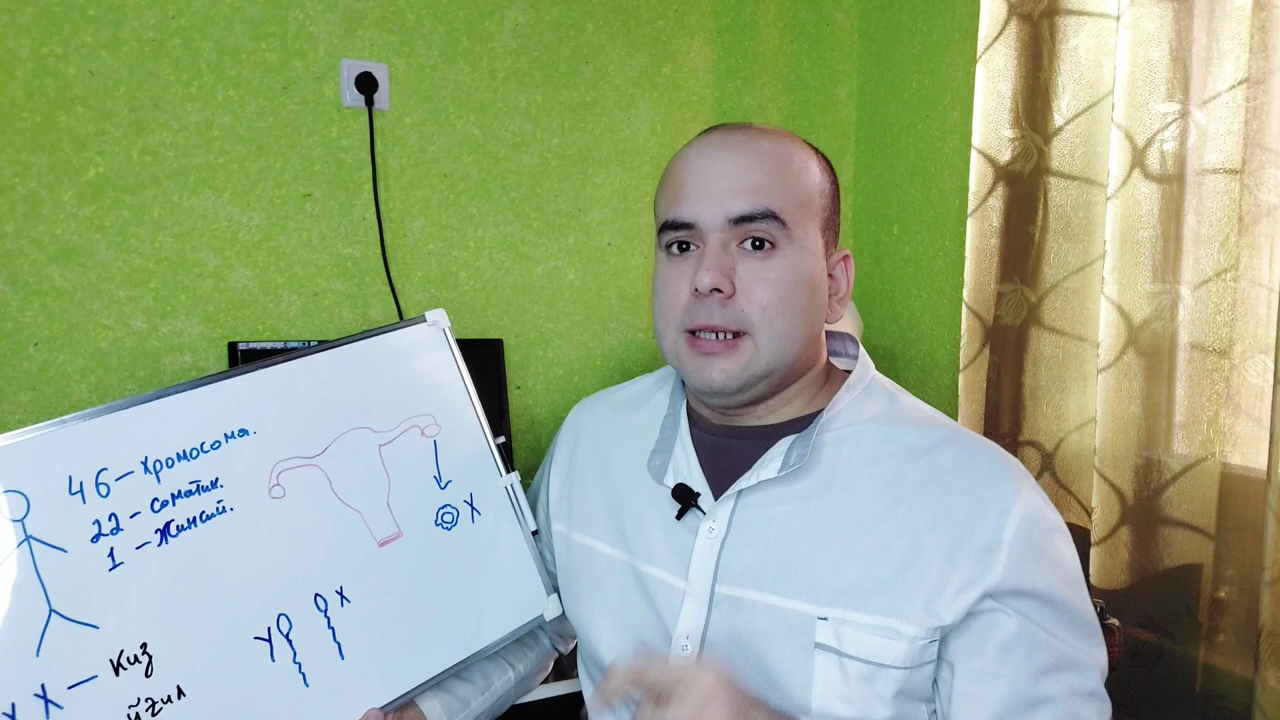 46 – хромосома.
22 – соматик.
1 – жинсий.
X
Y X
X – киз